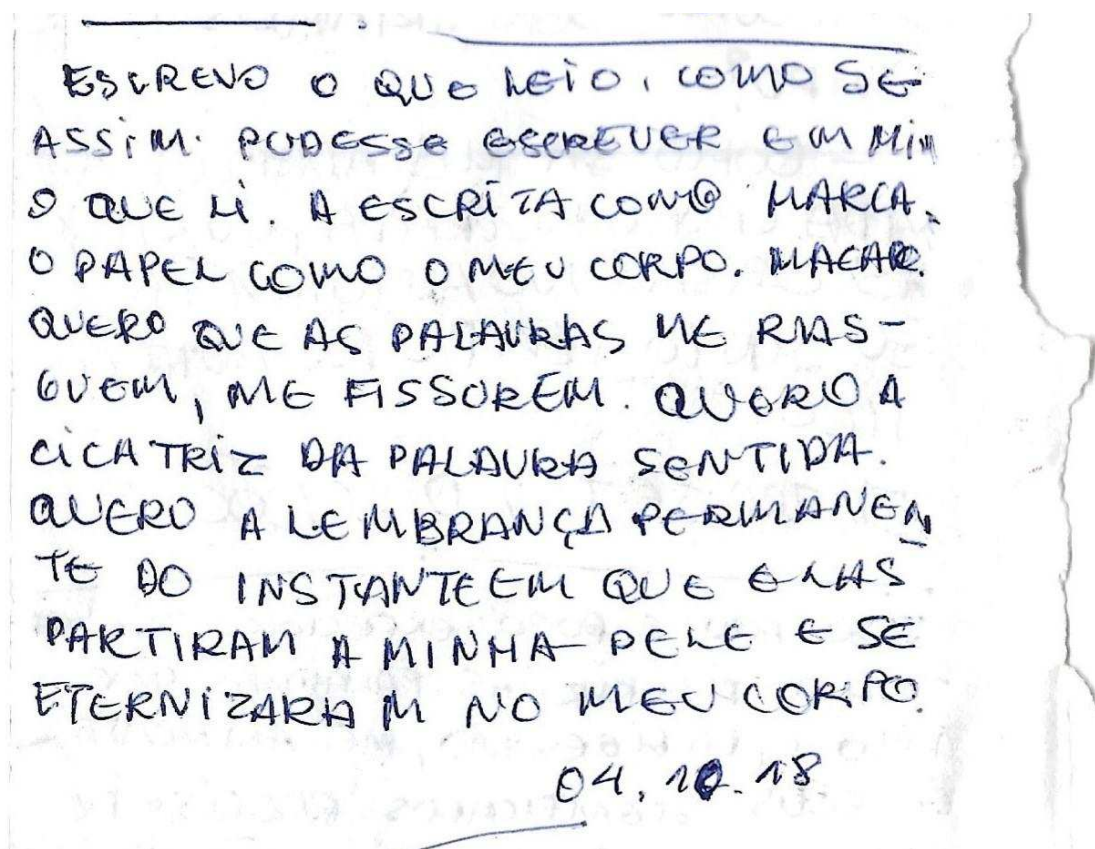 ESCREVO O QUE LEIO, COMO SE
ASSIM PUDESSE ESCREVER EM MIM
O QUE LI. A ESCRITA COMO MARCA.
O PAPEL COMO O MEU CORPO. MACAR.
QUERO QUE AS PALAVRAS ME RAS-
GUEM, ME FISSUREM. QUERO A
CICATRIZ DA PALAVRA SENTIDA.
QUERO A LEMBRANÇA PERMANEN
TE DO INSTANTE EM QUE ELAS
PARTIRAM A MINHA PELE E SE
ETERNIZARAM NO MEU CORPO.
04.10.18